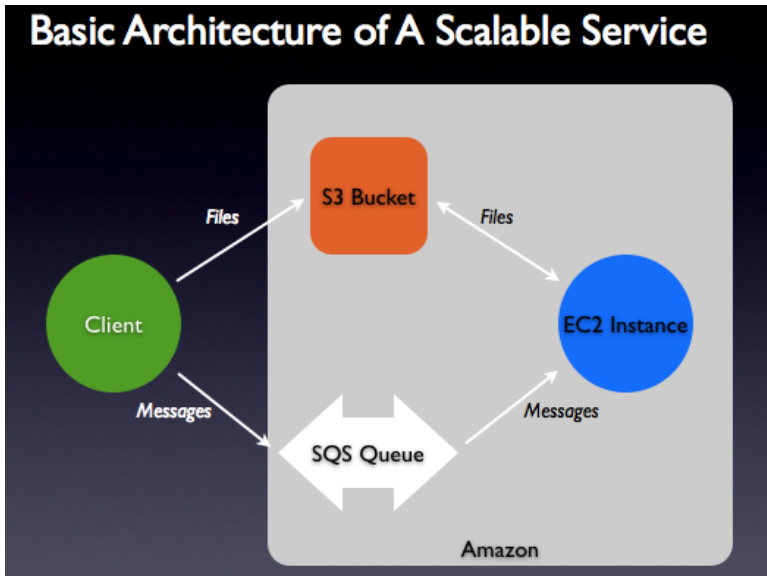 Basic Architecture of A Scalable Service
S3 Bucket
Files
Files
Client
EC2 Instance
Messages
Messages
SQS Queue
Amazon